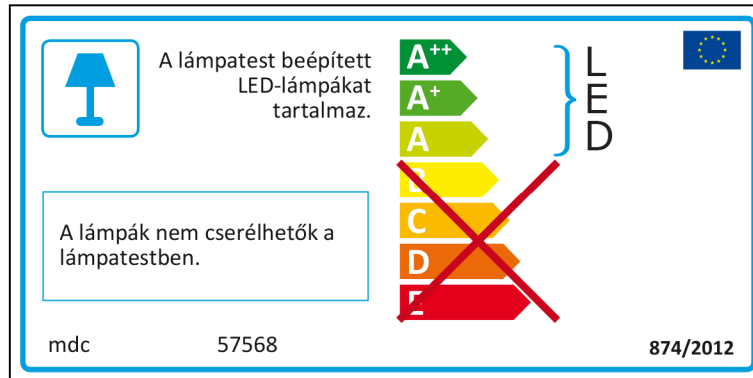 A lámpatest beépített
LED-lámpákat
tartalmaz.
A++
A+
A
B
C
D
E
L
E
D
A lámpák nem cserélhetők a
lámpatestben.
mdc 57568 874/2012